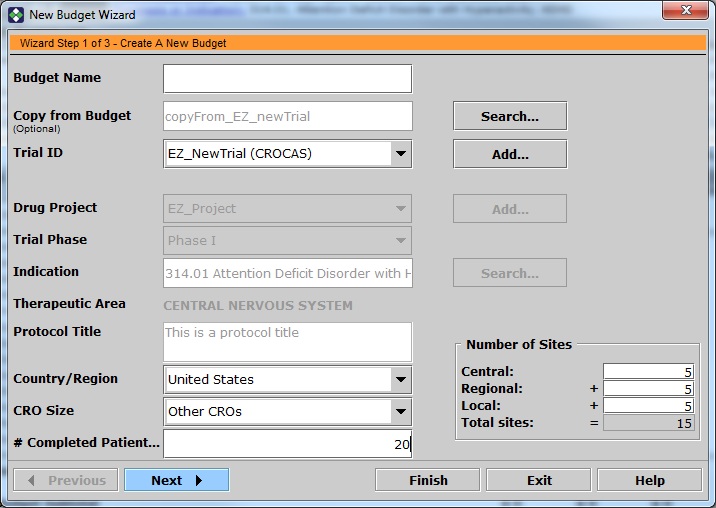 New Budget Wizard
Wizard Step 1 of 3 - Create A New Budget
Budget Name
Copy from Budget copyFrom_EZ_newTrial Search...
(Optional)
Trial ID EZ_NewTrial (CROCAS) Add...
Drug Project EZ_Project Add...
Trial Phase Phase I
Indication 314.01 Attention Deficit Disorder with H Search...
Therapeutic Area CENTRAL NERVOUS SYSTEM
Protocol Title This is a protocol title
Number of Sites
Central: 5
Regional: + 5
Local: + 5
Total sites: = 15
Country/Region United States
CRO Size Other CROs
# Completed Patient... 20
Previous Next Finish Exit Help